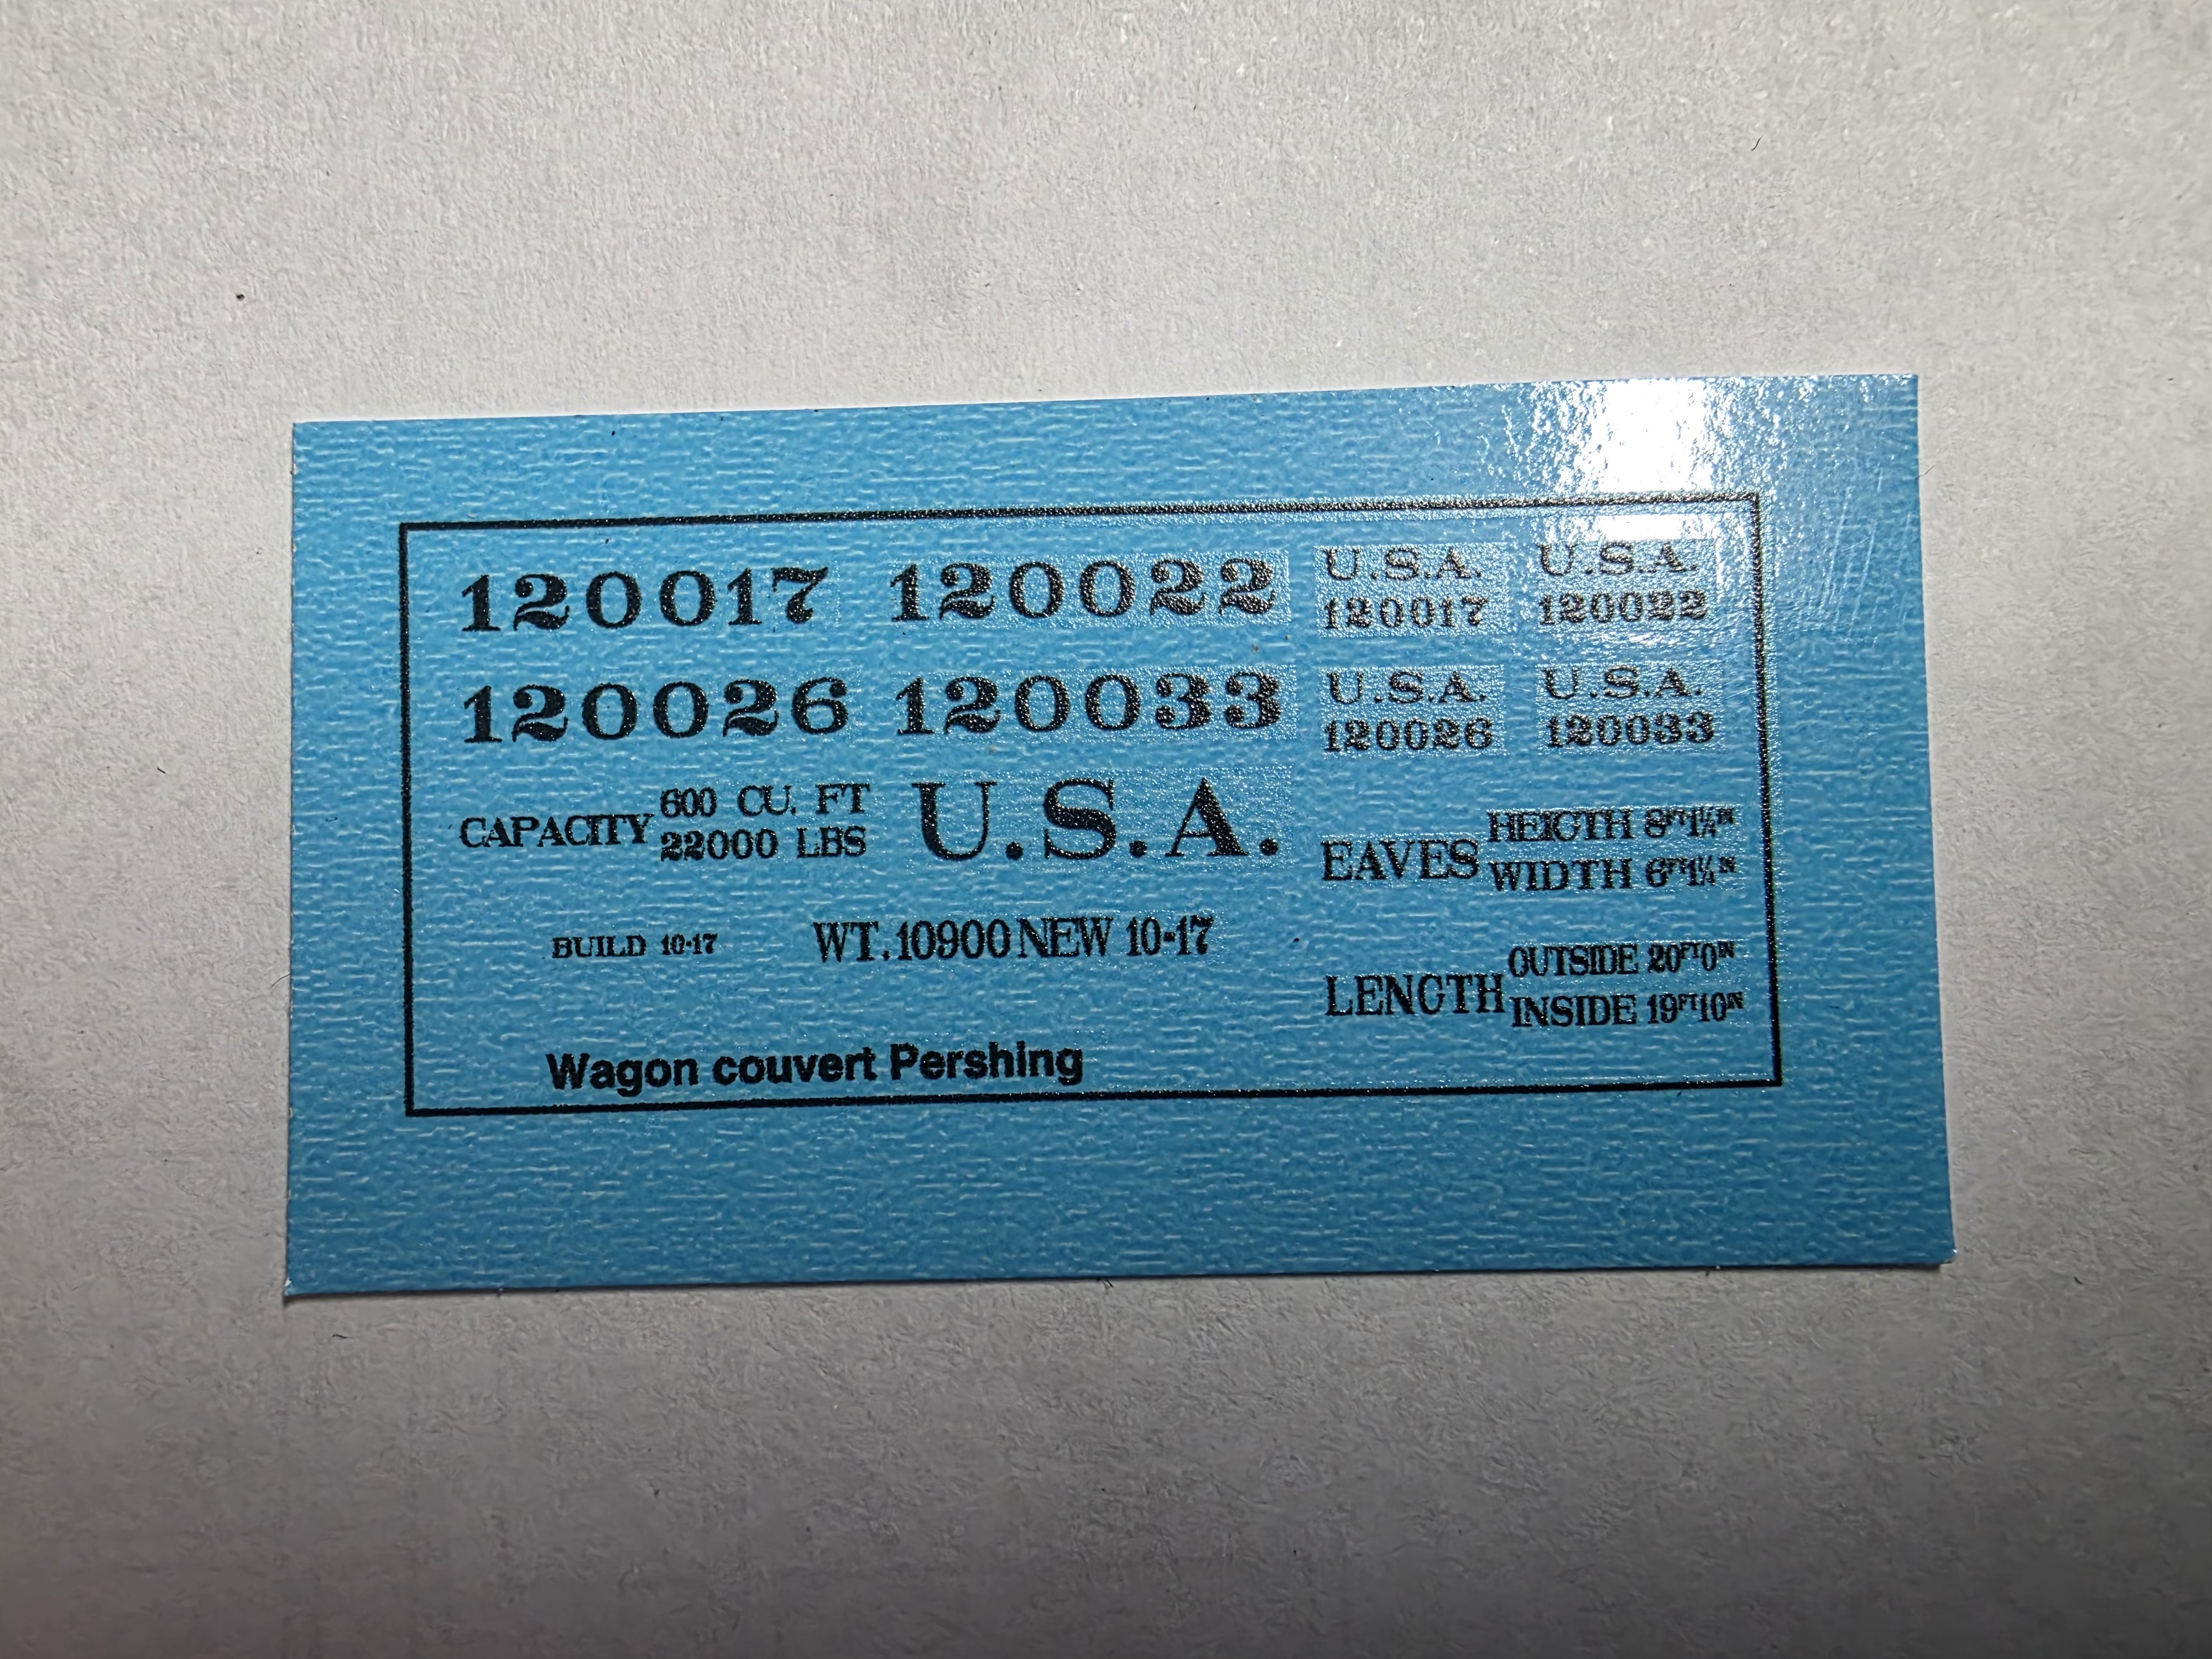 120017 120022
120026 120033
U.S.A.
120017
U.S.A.
120022
U.S.A.
120026
U.S.A.
120033
CAPACITY 600 CU. FT
22000 LBS
U.S.A.
EAVES HEIGTH 8FT1¼IN
WIDTH 6FT1¼IN
BUILD 10-17
WT.10900 NEW 10-17
LENGTH OUTSIDE 20FT0IN
INSIDE 19FT10IN
Wagon couvert Pershing